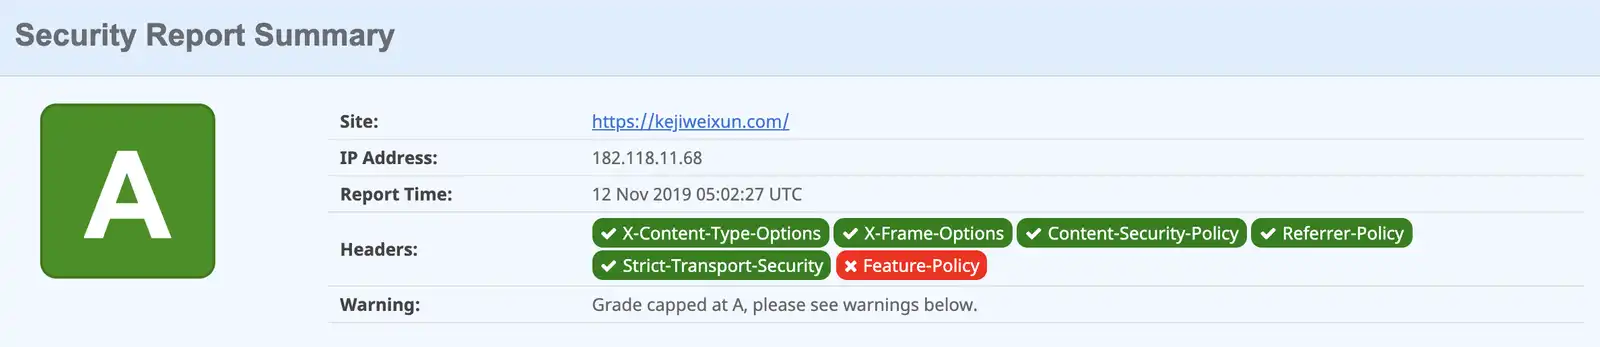 Security Report Summary
A
Site: https://kejiweixun.com/
IP Address: 182.118.11.68
Report Time: 12 Nov 2019 05:02:27 UTC
Headers: X-Content-Type-Options X-Frame-Options Content-Security-Policy Referrer-Policy
Strict-Transport-Security Feature-Policy
Warning: Grade capped at A, please see warnings below.